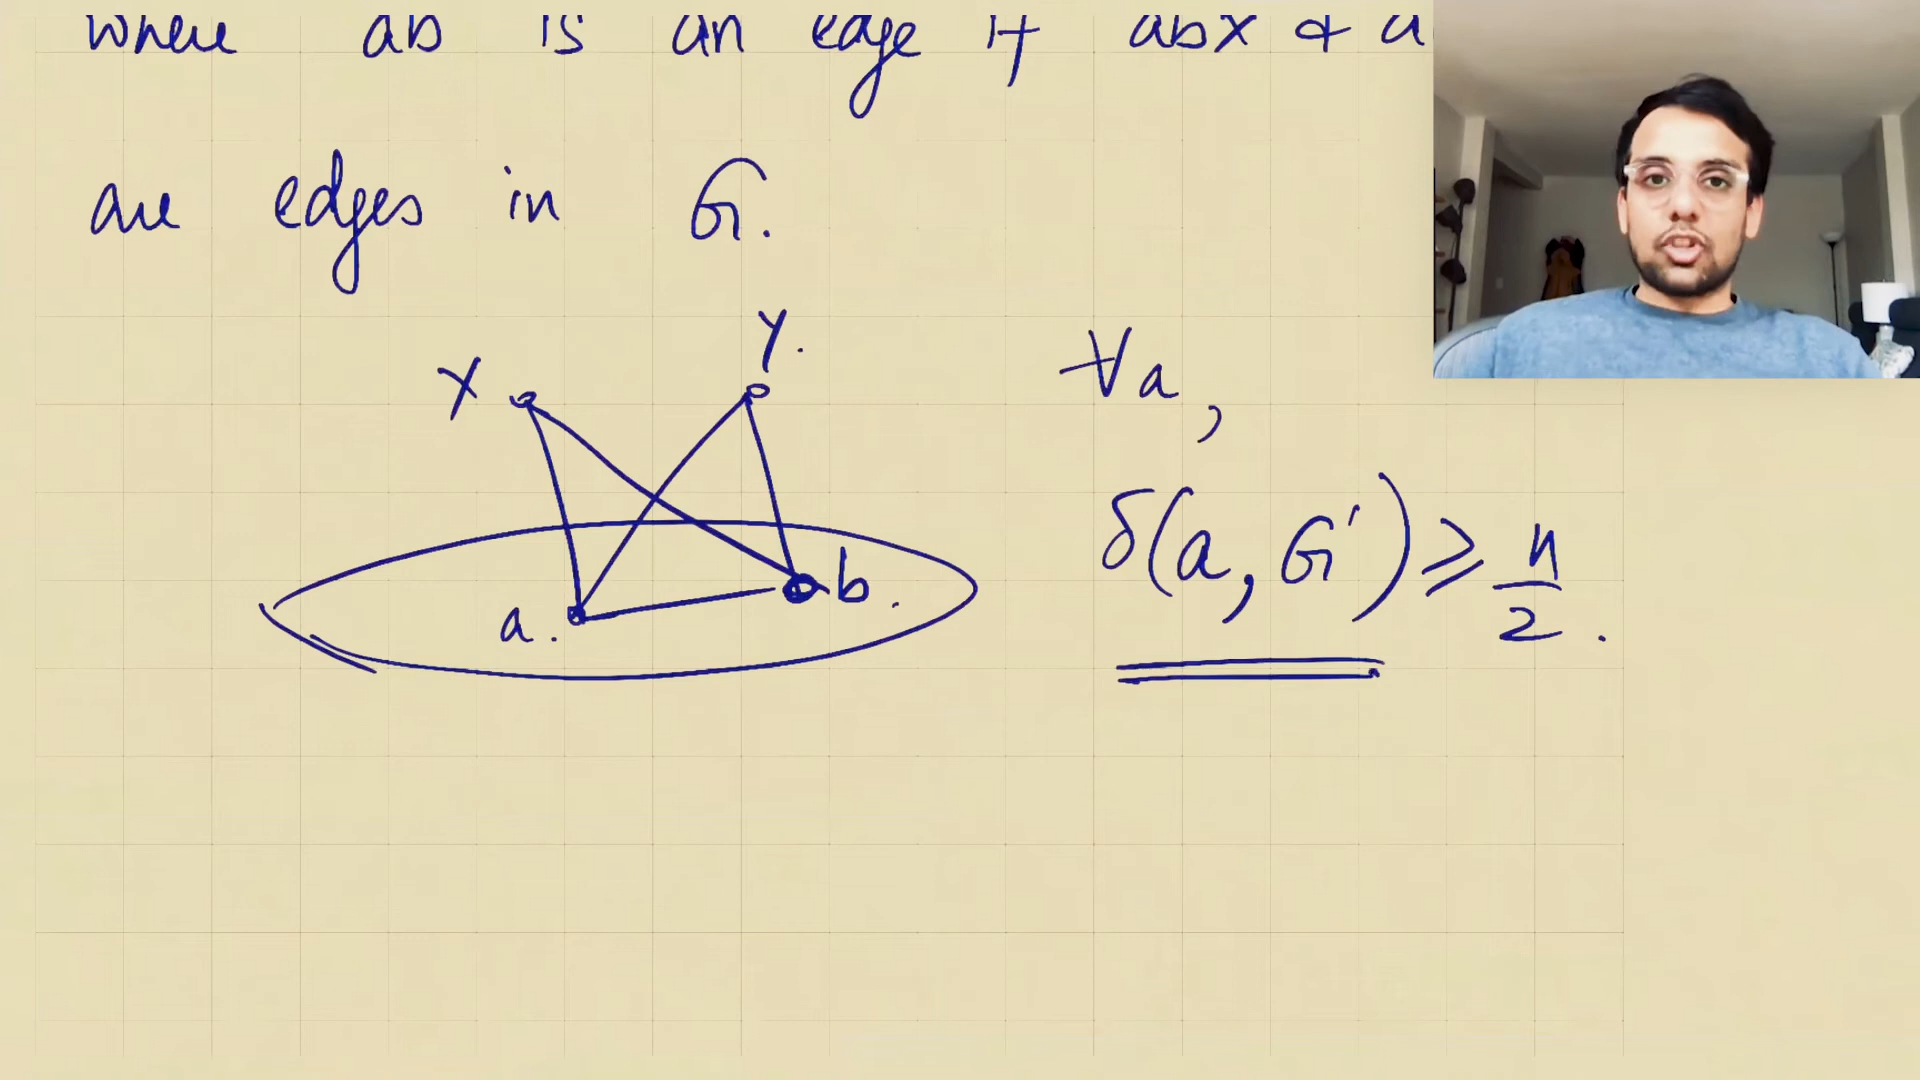 where ab is an edge if abx & a
are edges in G.
x y.
∀a,
δ(a, G') ⩾ n/2.
a. b.